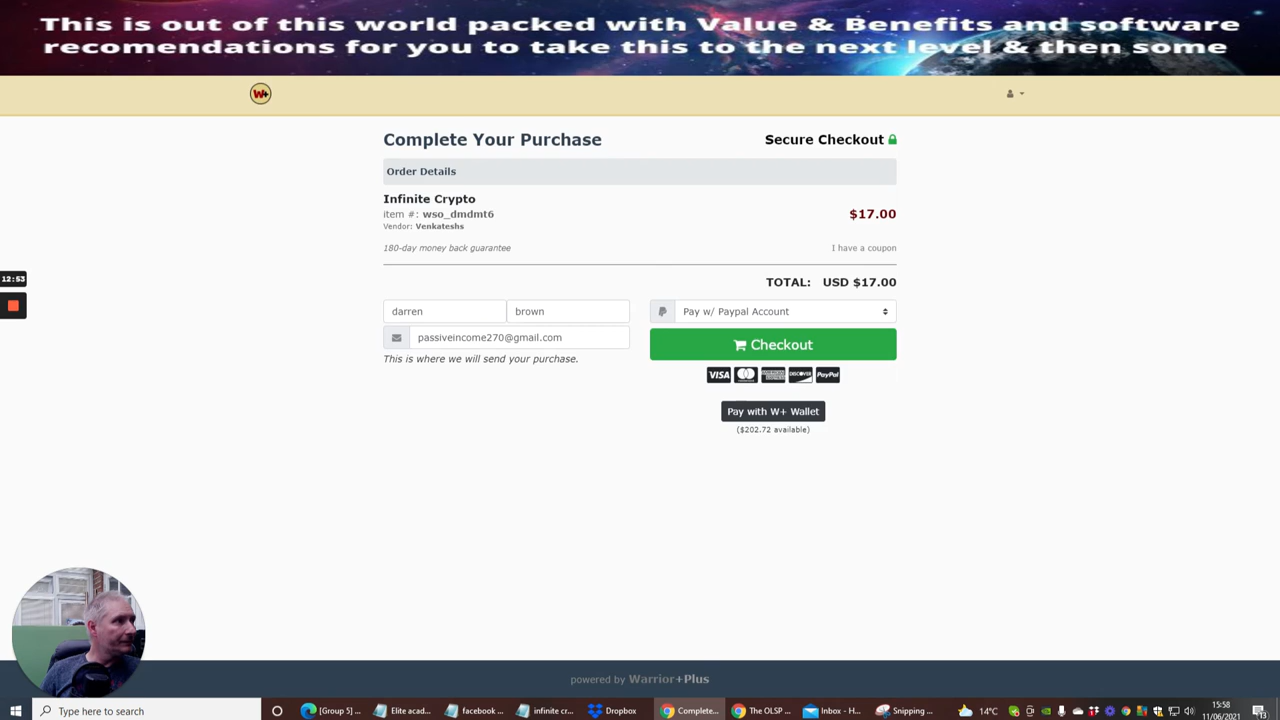 This is out of this world packed with Value & Benefits and software
recomendations for you to take this to the next level & then some
W+
Complete Your Purchase
Secure Checkout
Order Details
Infinite Crypto
item #: wso_dmdmt6
$17.00
Vendor: Venkateshs
180-day money back guarantee
I have a coupon
TOTAL: USD $17.00
12:53
darren
brown
Pay w/ Paypal Account
passiveincome270@gmail.com
Checkout
This is where we will send your purchase.
VISA
DISCOVER
PayPal
Pay with W+ Wallet
($202.72 available)
powered by Warrior+Plus
Type here to search
[Group 5] ...
Elite acad...
facebook ...
infinite cr...
Dropbox
Complete...
The OLSP ...
Inbox - H...
Snipping ...
14°C
15:58
11/06/2021